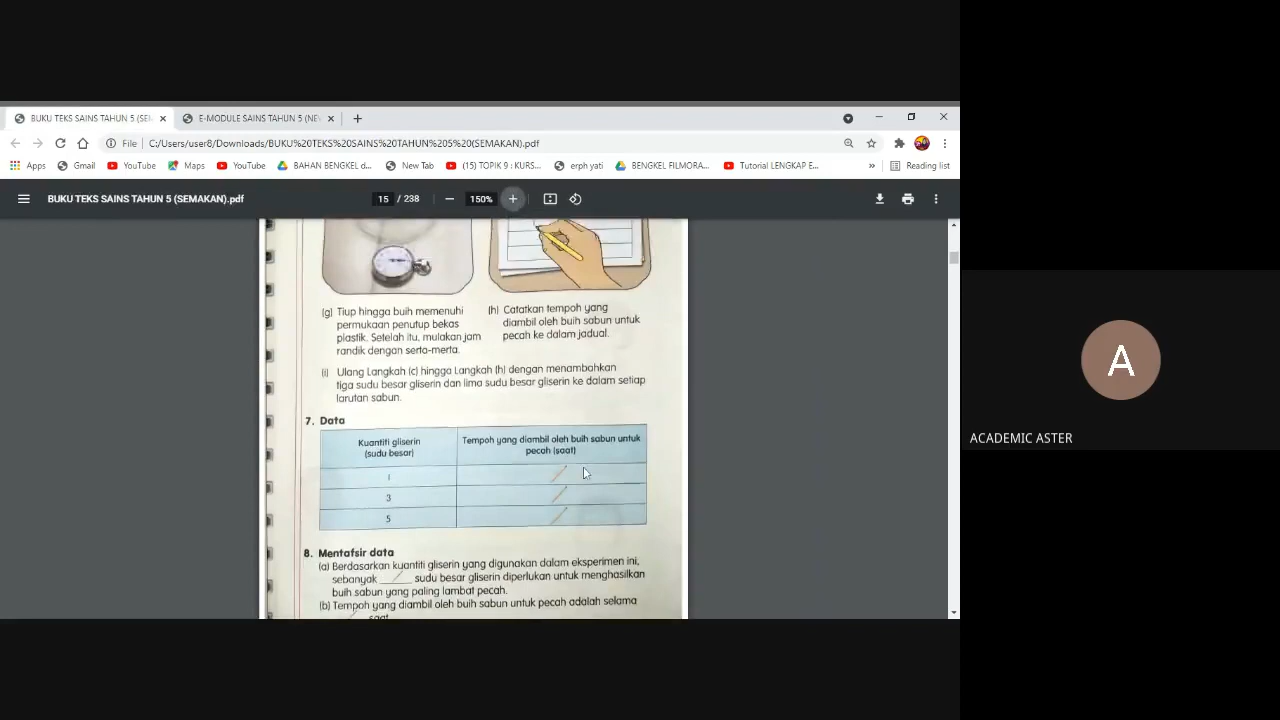 BUKU TEKS SAINS TAHUN 5 (SEM
E-MODULE SAINS TAHUN 5 (NE
File
C:/Users/user8/Downloads/BUKU%20TEKS%20SAINS%20TAHUN%205%20(SEMAKAN).pdf
Apps Gmail YouTube Maps YouTube BAHAN BENGKEL d... New Tab (15) TOPIK 9 : KURS... erph yati BENGKEL FILMORA... Tutorial LENGKAP E... » Reading list
BUKU TEKS SAINS TAHUN 5 (SEMAKAN).pdf
15 / 238
150%
(g) Tiup hingga buih memenuhi
permukaan penutup bekas
plastik. Setelah itu, mulakan jam
randik dengan serta-merta.
(h) Catatkan tempoh yang
diambil oleh buih sabun untuk
pecah ke dalam jadual.
(i) Ulang Langkah (c) hingga Langkah (h) dengan menambahkan
tiga sudu besar gliserin dan lima sudu besar gliserin ke dalam setiap
larutan sabun.
7. Data
Kuantiti gliserin
(sudu besar)
Tempoh yang diambil oleh buih sabun untuk
pecah (saat)
1
3
5
8. Mentafsir data
(a) Berdasarkan kuantiti gliserin yang digunakan dalam eksperimen ini,
sebanyak ____ sudu besar gliserin diperlukan untuk menghasilkan
buih sabun yang paling lambat pecah.
(b) Tempoh yang diambil oleh buih sabun untuk pecah adalah selama
saat
A
ACADEMIC ASTER